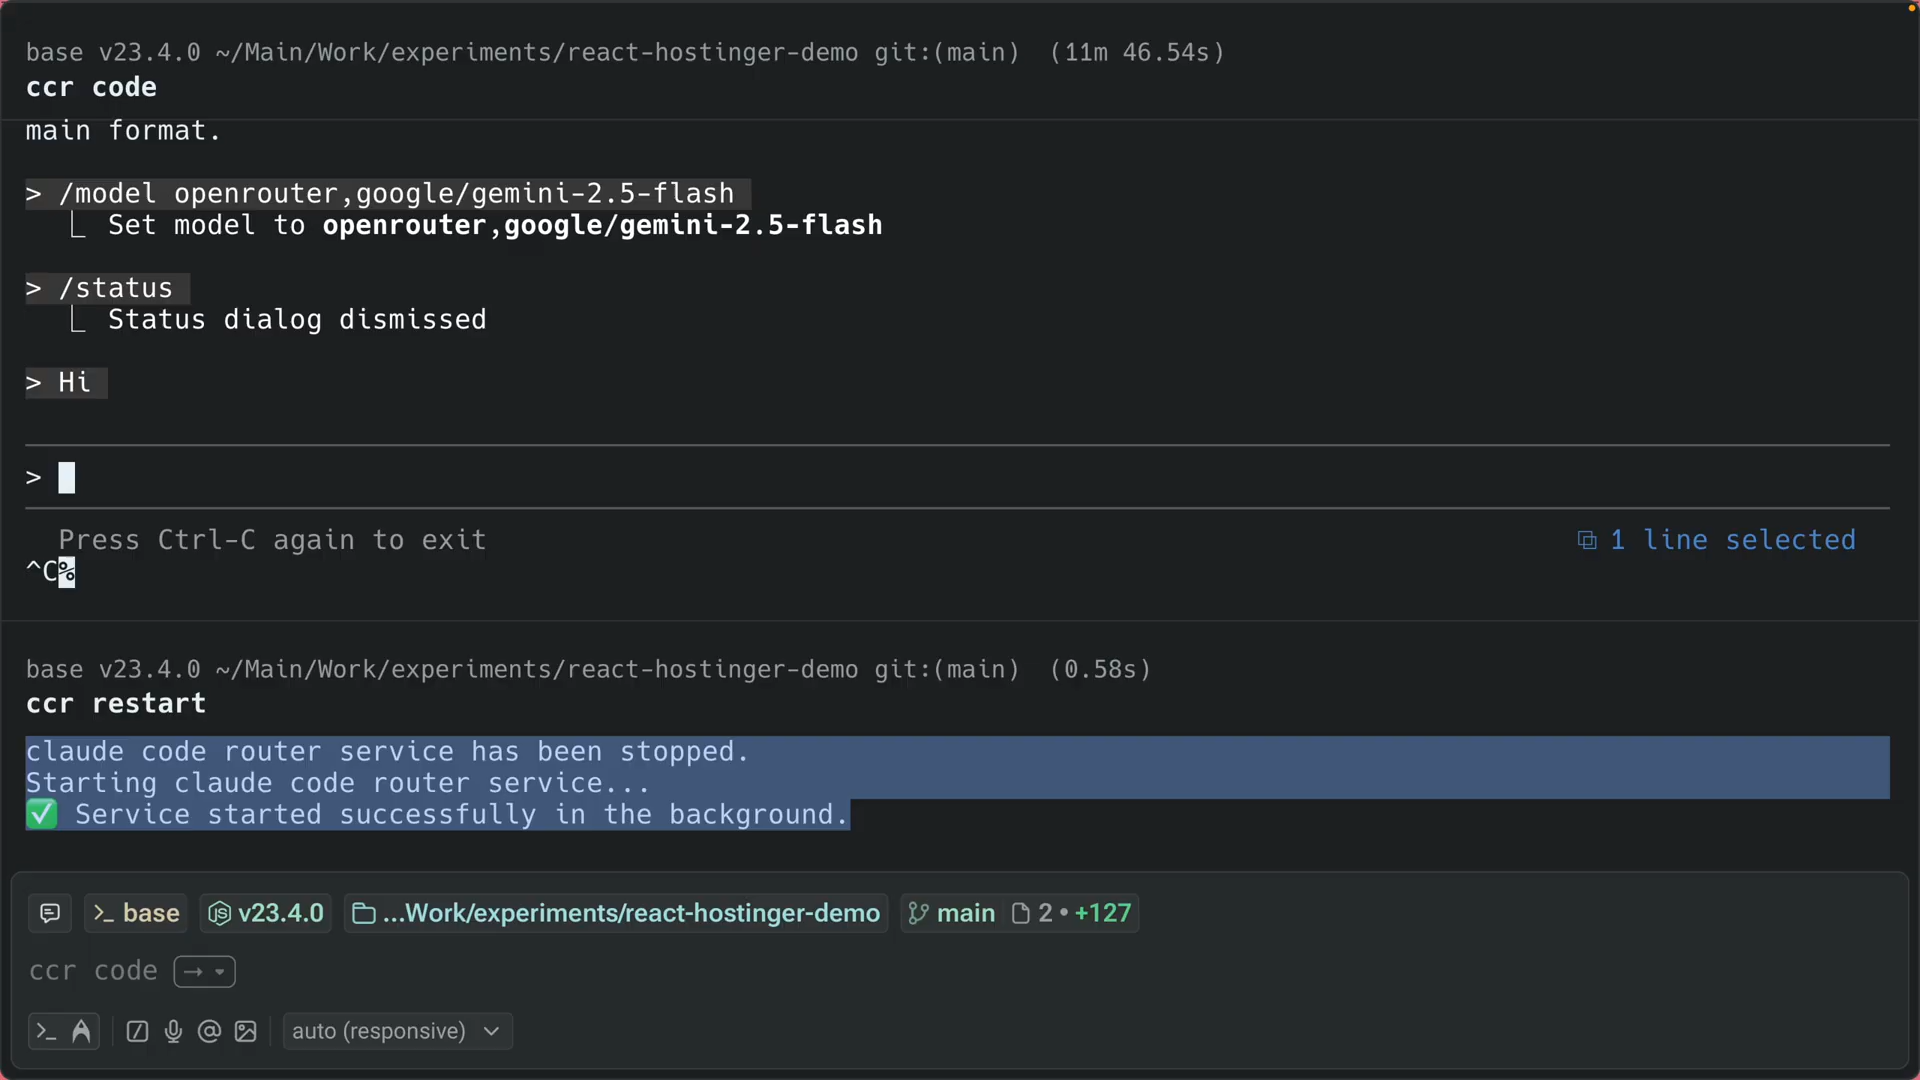 base v23.4.0 ~/Main/Work/experiments/react-hostinger-demo git:(main) (11m 46.54s)
ccr code
main format.
> /model openrouter,google/gemini-2.5-flash
⎿ Set model to openrouter,google/gemini-2.5-flash
> /status
⎿ Status dialog dismissed
> Hi
>
Press Ctrl-C again to exit ⧉ 1 line selected
^C%
base v23.4.0 ~/Main/Work/experiments/react-hostinger-demo git:(main) (0.58s)
ccr restart
claude code router service has been stopped.
Starting claude code router service...
✅ Service started successfully in the background.
>_ base v23.4.0 ...Work/experiments/react-hostinger-demo main 2 • +127
ccr code →
>_ auto (responsive)